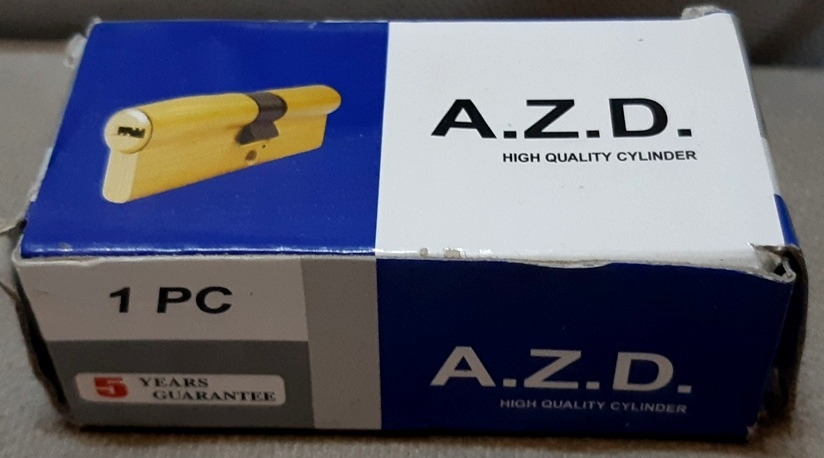 A.Z.D.
HIGH QUALITY CYLINDER
1 PC
5 YEARS
GUARANTEE
A.Z.D.
HIGH QUALITY CYLINDER